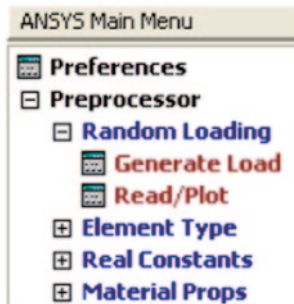 ANSYS Main Menu
Preferences
Preprocessor
Random Loading
Generate Load
Read/Plot
Element Type
Real Constants
Material Props